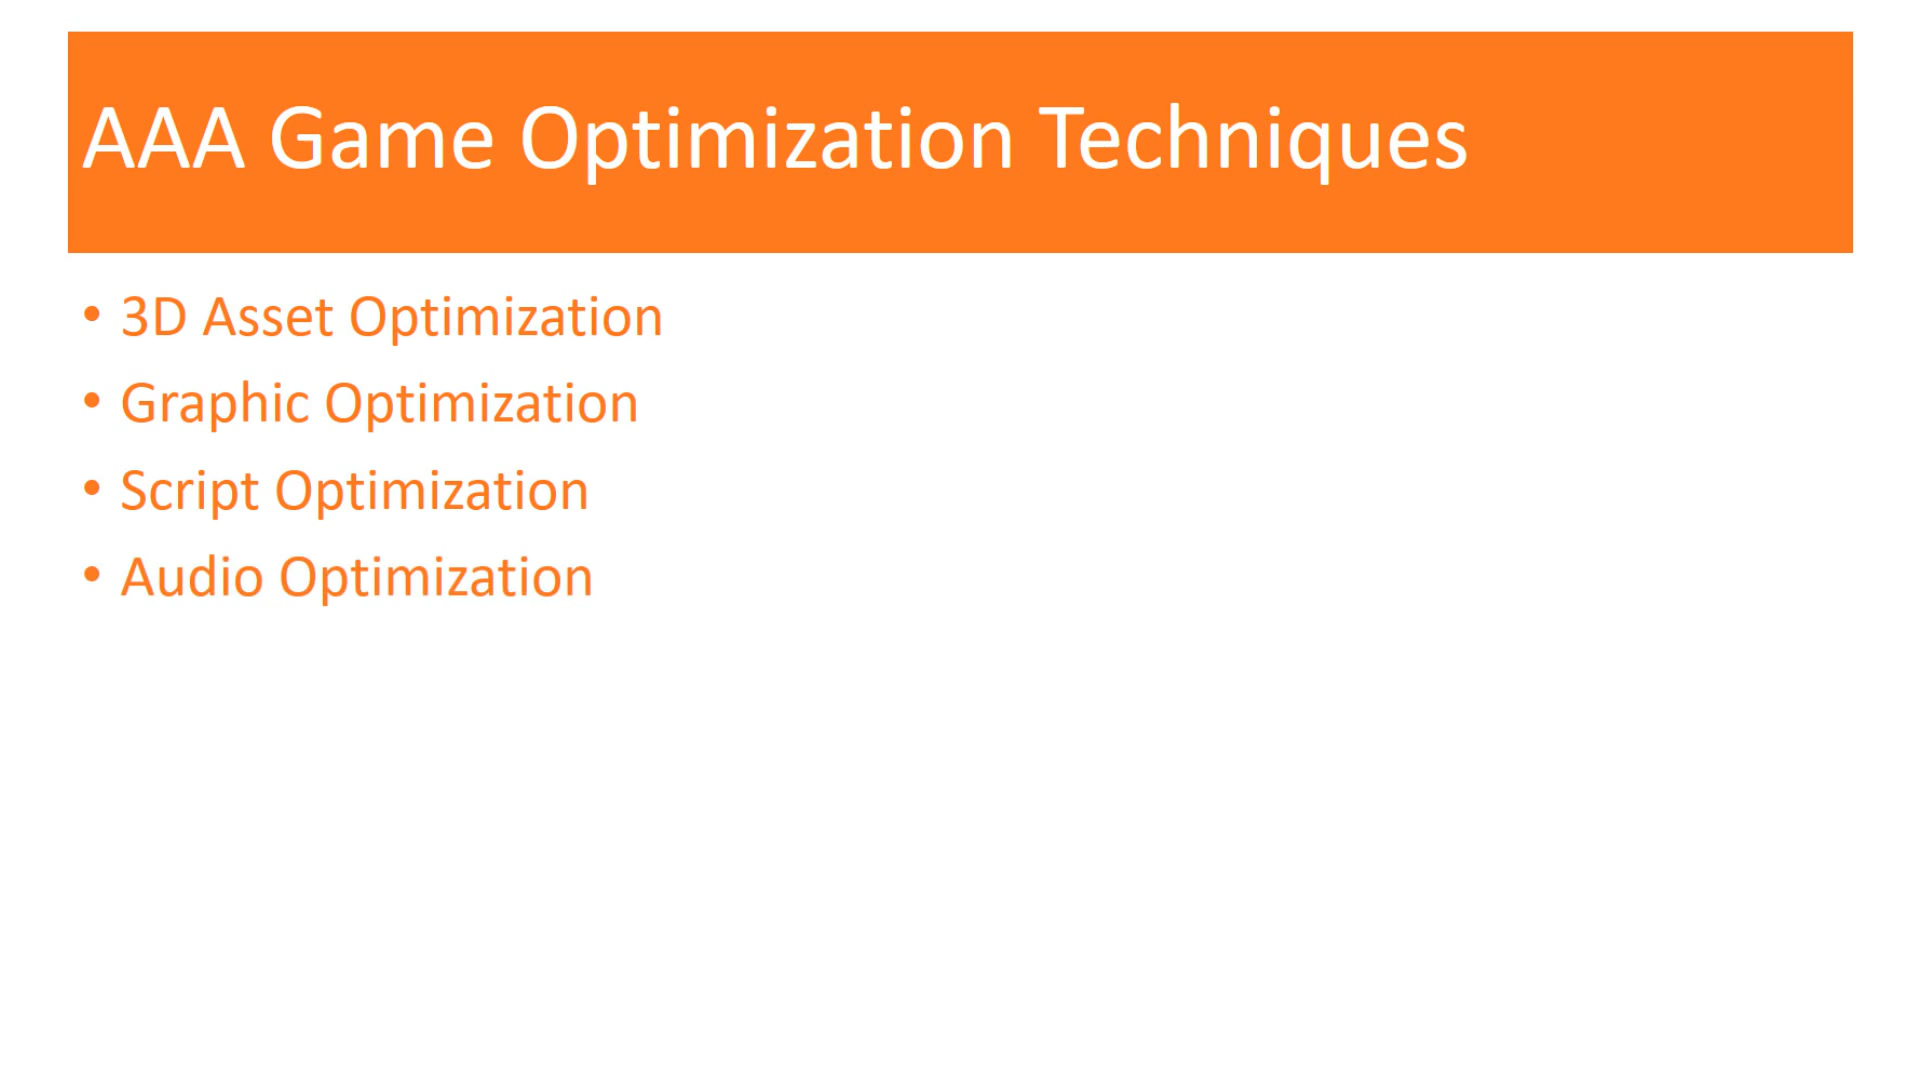 AAA Game Optimization Techniques
• 3D Asset Optimization
• Graphic Optimization
• Script Optimization
• Audio Optimization